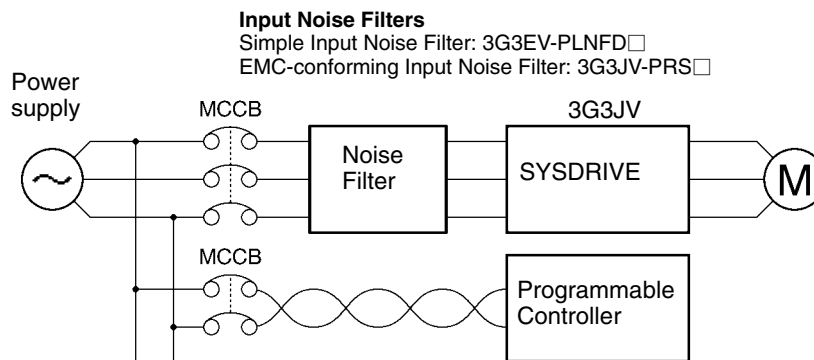 Input Noise Filters
Simple Input Noise Filter: 3G3EV-PLNFD□
EMC-conforming Input Noise Filter: 3G3JV-PRS□
Power
supply
MCCB
3G3JV
Noise
Filter
SYSDRIVE
M
MCCB
Programmable
Controller